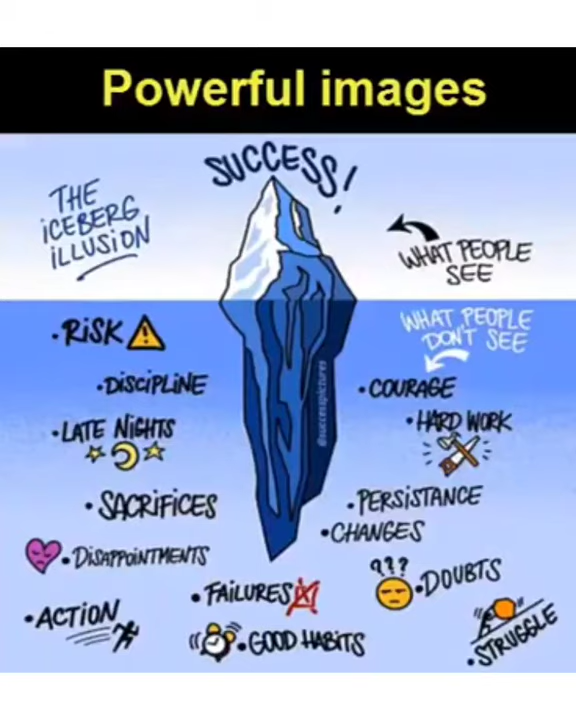 Powerful images
SUCCESS!
THE
ICEBERG
ILLUSION
WHAT PEOPLE
SEE
WHAT PEOPLE
DON'T SEE
•RISK
•DISCIPLINE
•LATE NIGHTS
•SACRIFICES
•DISAPPOINTMENTS
•ACTION
•FAILURES
•GOOD HABITS
•COURAGE
•HARD WORK
•PERSISTANCE
•CHANGES
???
•DOUBTS
•STRUGGLE
@successpictures